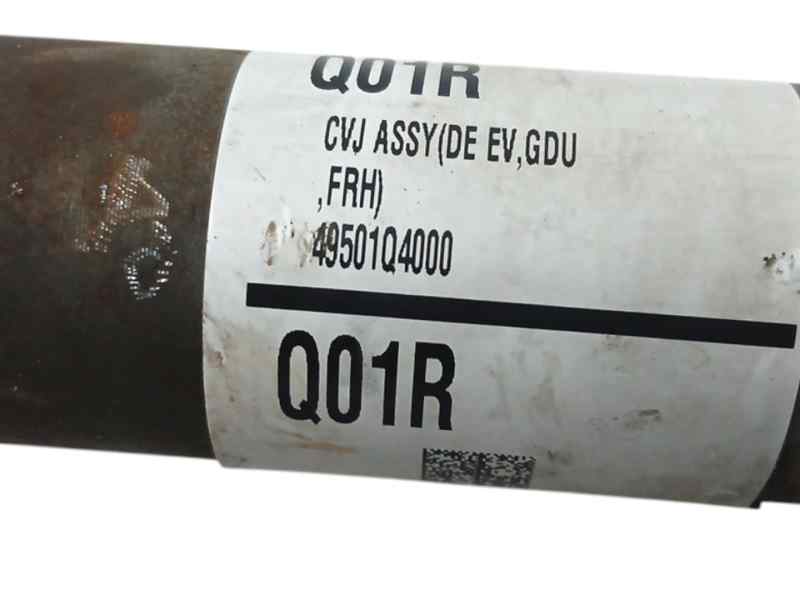 Q01R
CVJ ASSY(DE EV,GDU
,FRH)
49501Q4000
Q01R